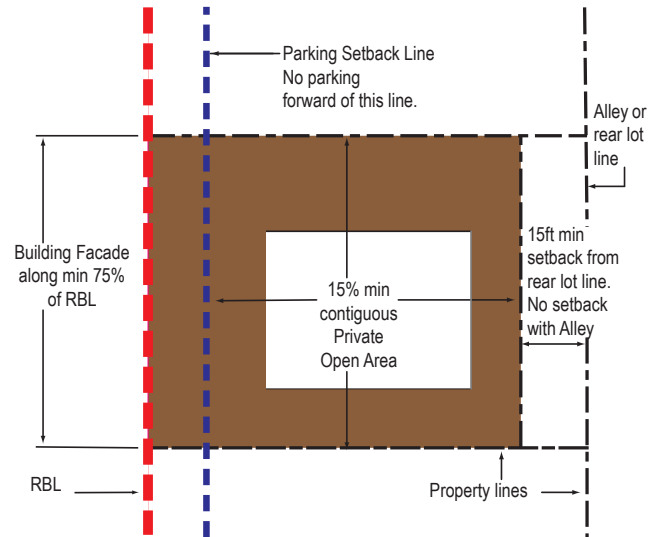 Parking Setback Line
No parking
forward of this line.
Alley or
rear lot
line
Building Facade
along min 75%
of RBL
15% min
contiguous
Private
Open Area
15ft min
setback from
rear lot line.
No setback
with Alley
RBL
Property lines